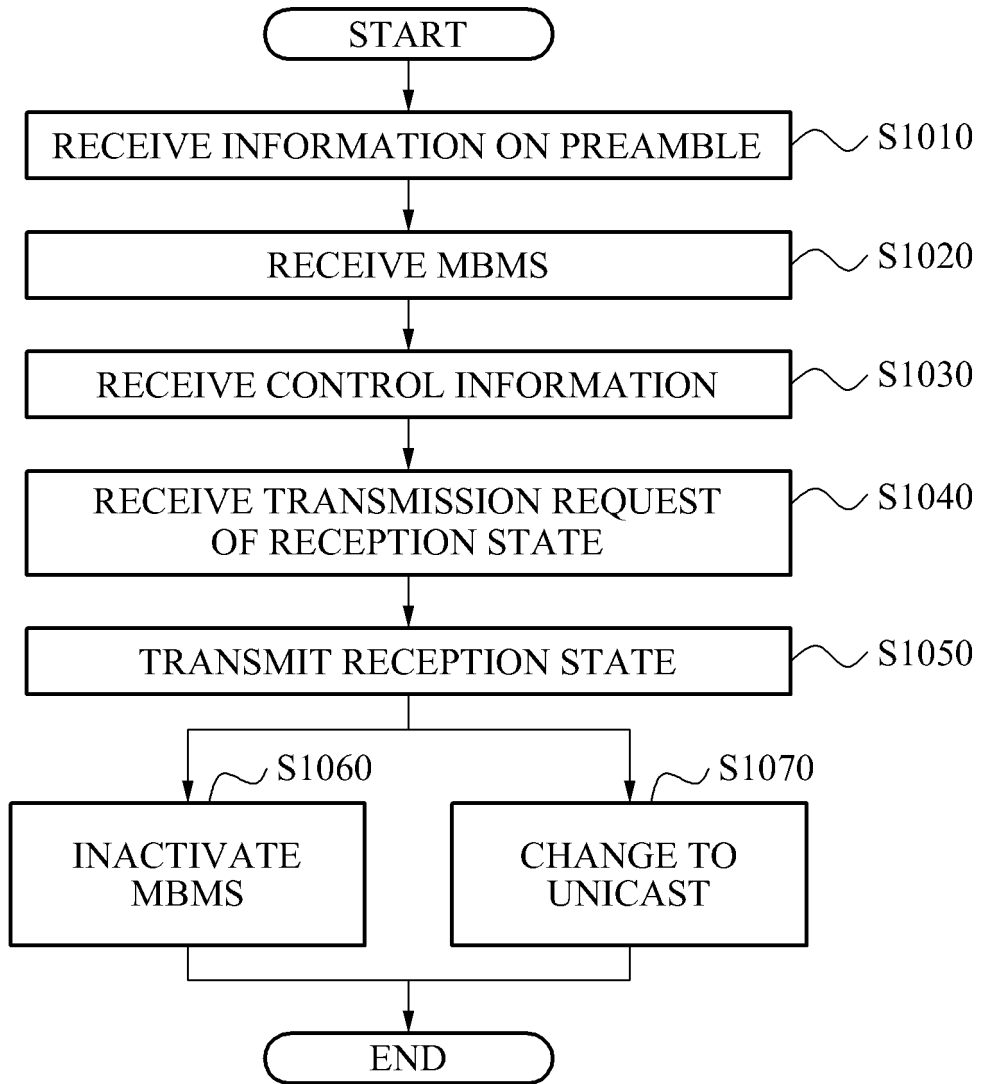 START
RECEIVE INFORMATION ON PREAMBLE
S1010
RECEIVE MBMS
S1020
RECEIVE CONTROL INFORMATION
S1030
RECEIVE TRANSMISSION REQUEST
OF RECEPTION STATE
S1040
TRANSMIT RECEPTION STATE
S1050
S1060
INACTIVATE
MBMS
S1070
CHANGE TO
UNICAST
END